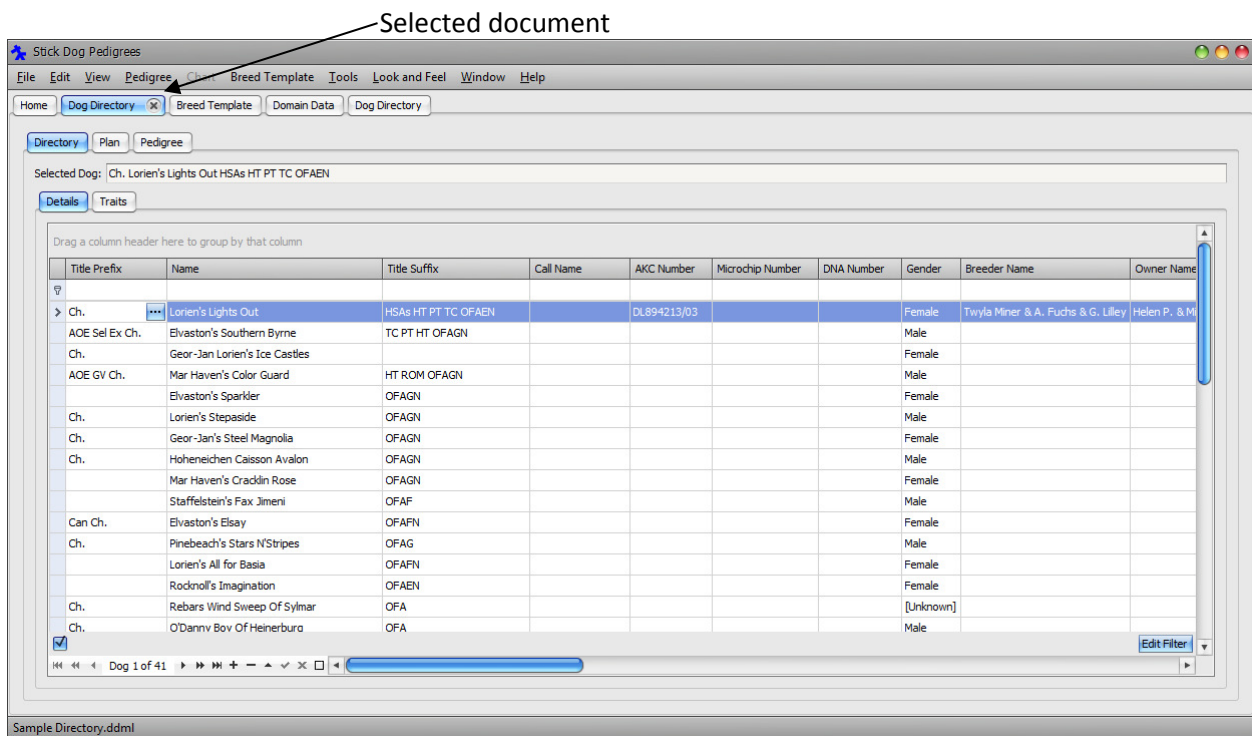 Selected document
Stick Dog Pedigrees
File Edit View Pedigree Chart Breed Template Tools Look and Feel Window Help
Home Dog Directory Breed Template Domain Data Dog Directory
Directory Plan Pedigree
Selected Dog: Ch. Lorien's Lights Out HSAs HT PT TC OFAEN
Details Traits
Drag a column header here to group by that column
Title Prefix Name Title Suffix Call Name AKC Number Microchip Number DNA Number Gender Breeder Name Owner Name
Ch. ... Lorien's Lights Out HSAs HT PT TC OFAEN DL894213/03 Female Twyla Miner & A. Fuchs & G. Lilley Helen P. & Mi
AOE Sel Ex Ch. Elvaston's Southern Byrne TC PT HT OFAGN Male
Ch. Geor-Jan Lorien's Ice Castles Female
AOE GV Ch. Mar Haven's Color Guard HT ROM OFAGN Male
Elvaston's Sparkler OFAGN Female
Ch. Lorien's Stepaside OFAGN Male
Ch. Geor-Jan's Steel Magnolia OFAGN Female
Ch. Hoheneichen Caisson Avalon OFAGN Male
Mar Haven's Cracklin Rose OFAGN Female
Staffelstein's Fax Jimeni OFAF Male
Can Ch. Elvaston's Elsay OFAFN Female
Ch. Pinebeach's Stars N'Stripes OFAG Male
Lorien's All for Basia OFAFN Female
Rocknoll's Imagination OFAEN Female
Ch. Rebars Wind Sweep Of Sylmar OFA [Unknown]
Ch. O'Danny Boy Of Heinerburg OFA Male
Edit Filter
Dog 1 of 41
Sample Directory.ddml